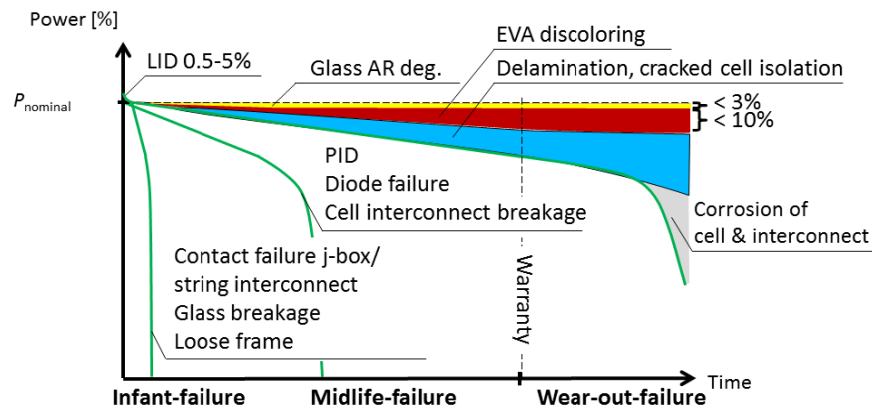 Power [%]
EVA discoloring
LID 0.5-5%
Glass AR deg.
Delamination, cracked cell isolation
Pnominal
< 3%
< 10%
PID
Diode failure
Cell interconnect breakage
Corrosion of
cell & interconnect
Contact failure j-box/
string interconnect
Glass breakage
Loose frame
Warranty
Time
Infant-failure
Midlife-failure
Wear-out-failure